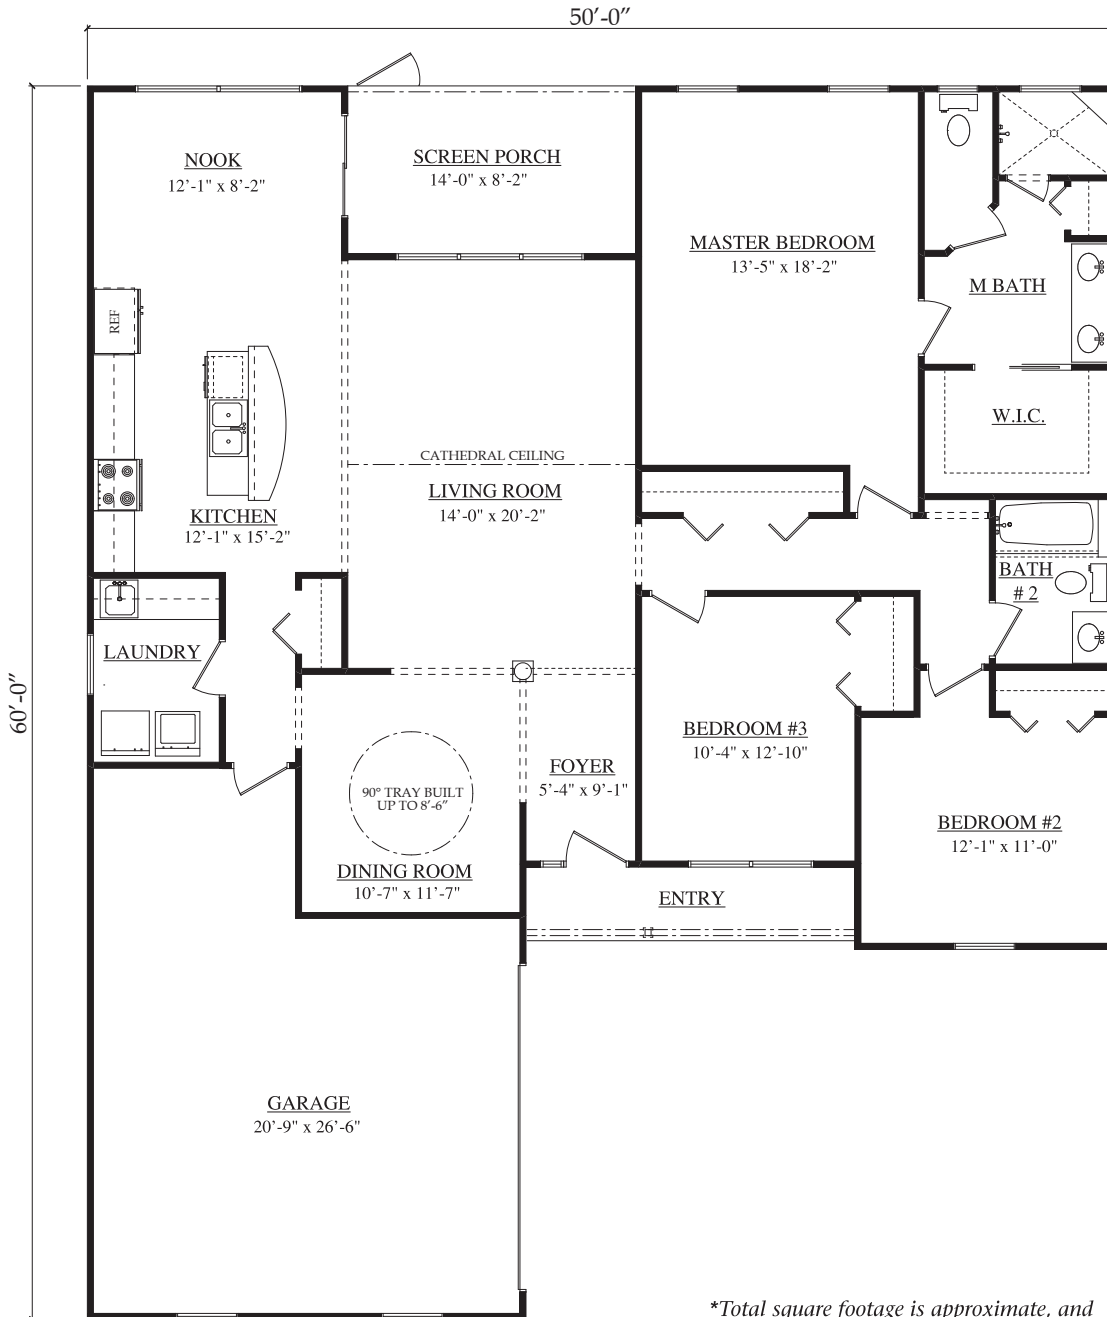 50'-0"
NOOK
12'-1" x 8'-2"
SCREEN PORCH
14'-0" x 8'-2"
MASTER BEDROOM
13'-5" x 18'-2"
M BATH
REF
W.I.C.
CATHEDRAL CEILING
LIVING ROOM
14'-0" x 20'-2"
KITCHEN
12'-1" x 15'-2"
BATH
# 2
LAUNDRY
60'-0"
BEDROOM #3
10'-4" x 12'-10"
FOYER
5'-4" x 9'-1"
90° TRAY BUILT
UP TO 8'-6"
BEDROOM #2
12'-1" x 11'-0"
DINING ROOM
10'-7" x 11'-7"
ENTRY
GARAGE
20'-9" x 26'-6"
*Total square footage is approximate, and